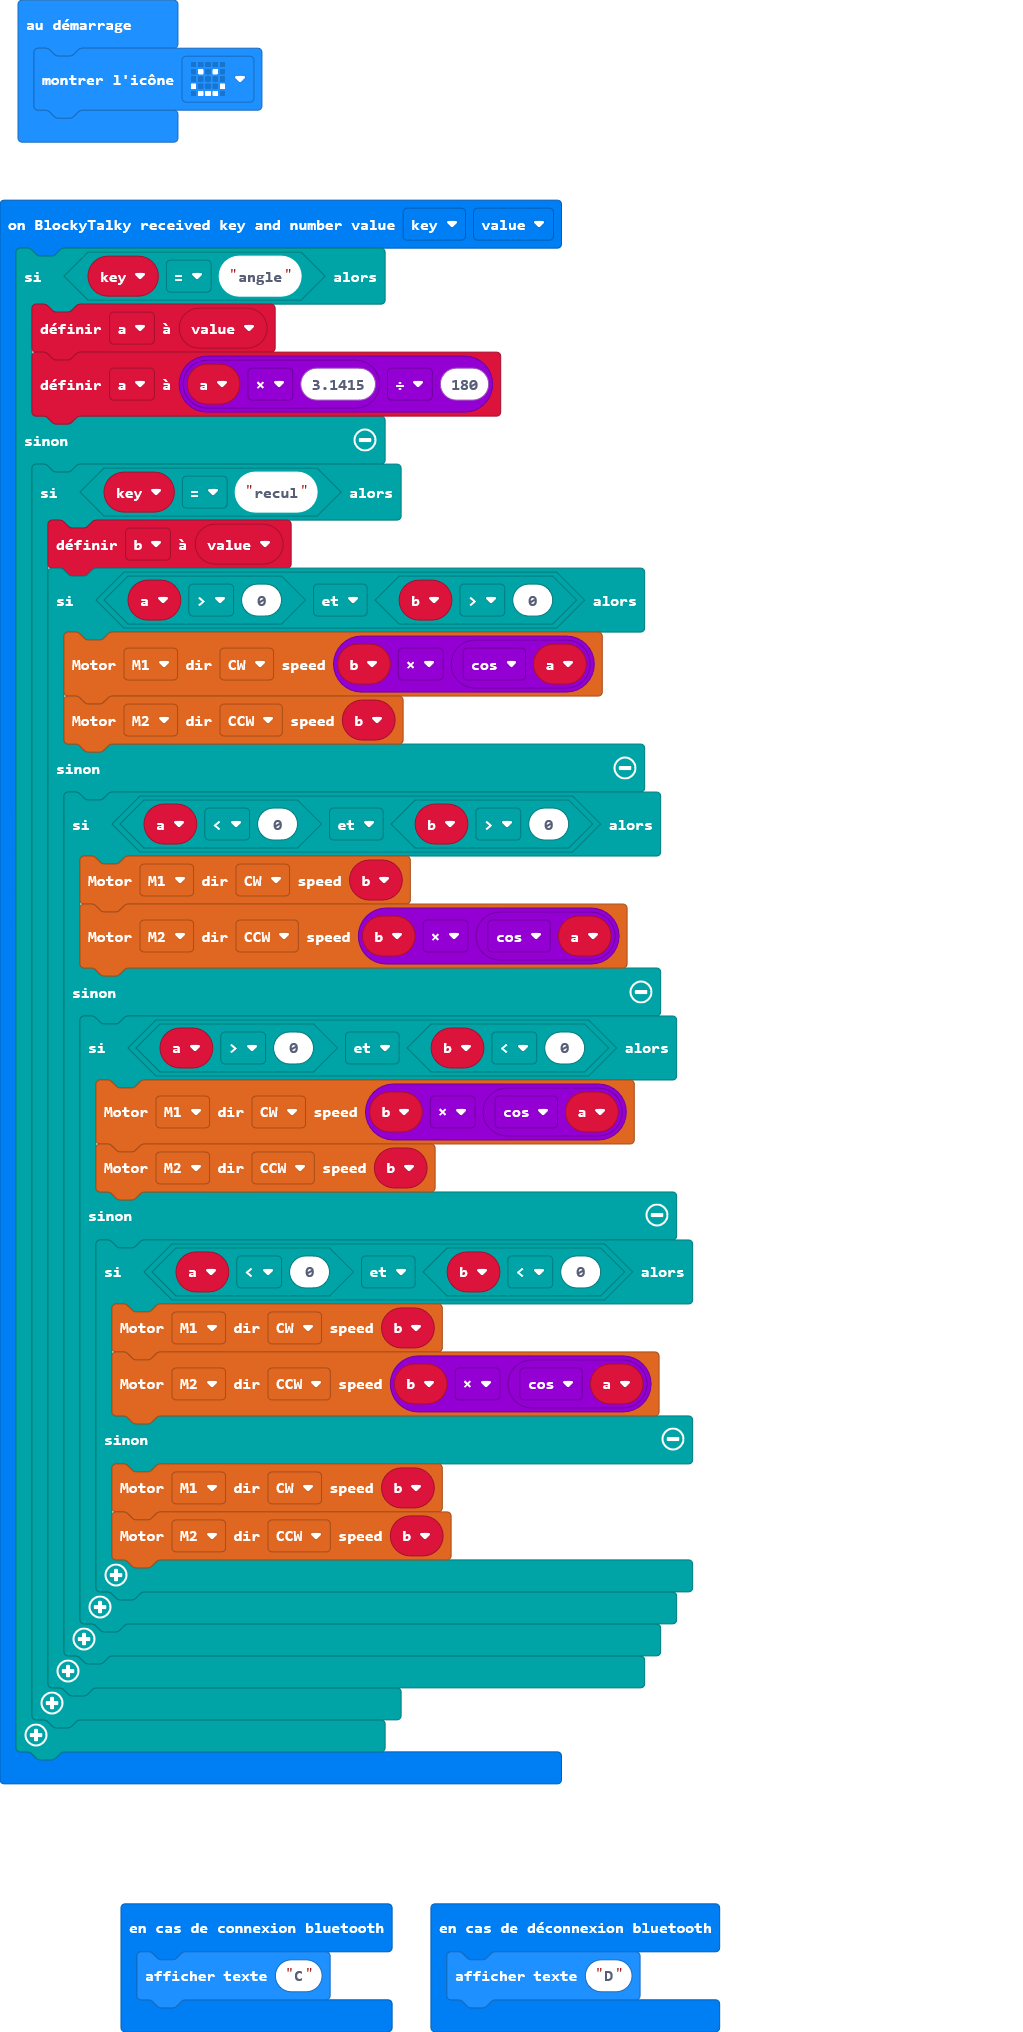 au démarrage
montrer l'icône
on BlockyTalky received key and number value key value
si key = "angle" alors
définir a à value
définir a à a × 3.1415 ÷ 180
sinon
si key = "recul" alors
définir b à value
si a > 0 et b > 0 alors
Motor M1 dir CW speed b × cos a
Motor M2 dir CCW speed b
sinon
si a < 0 et b > 0 alors
Motor M1 dir CW speed b
Motor M2 dir CCW speed b × cos a
sinon
si a > 0 et b < 0 alors
Motor M1 dir CW speed b × cos a
Motor M2 dir CCW speed b
sinon
si a < 0 et b < 0 alors
Motor M1 dir CW speed b
Motor M2 dir CCW speed b × cos a
sinon
Motor M1 dir CW speed b
Motor M2 dir CCW speed b
en cas de connexion bluetooth
afficher texte "C"
en cas de déconnexion bluetooth
afficher texte "D"